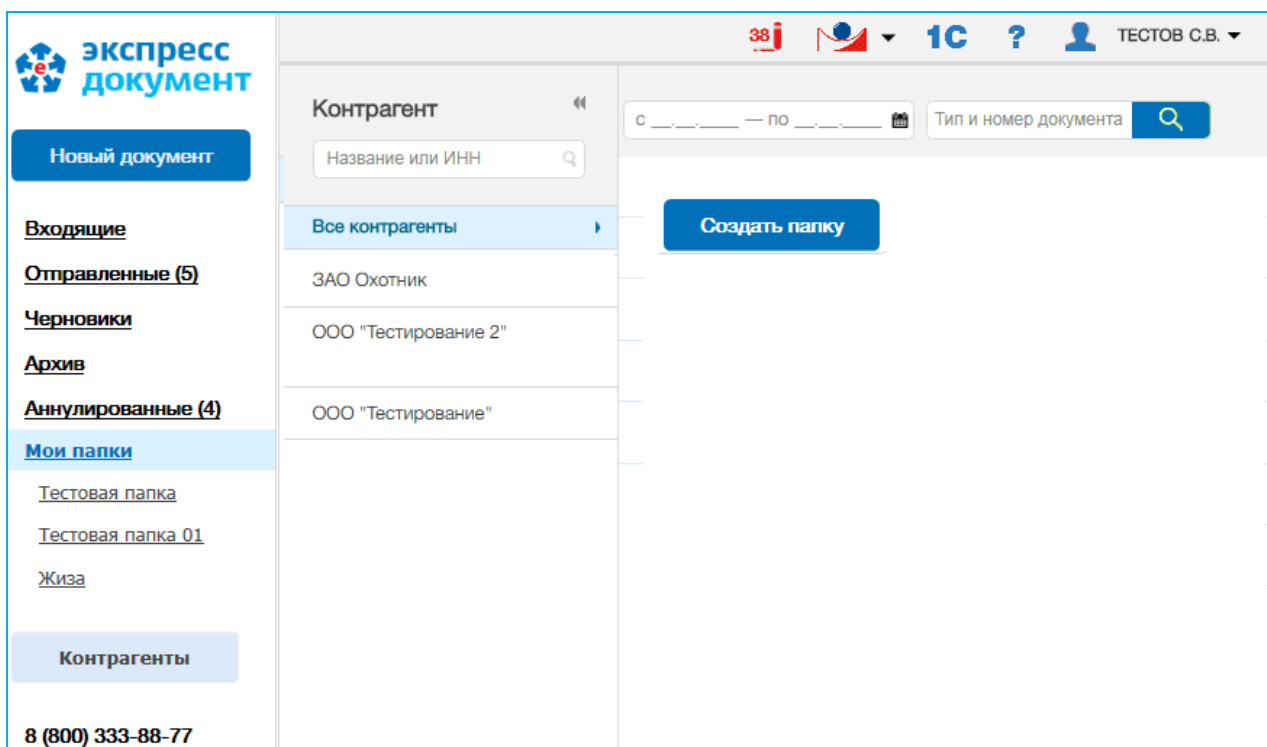 экспресс
документ
Новый документ
Входящие
Отправленные (5)
Черновики
Архив
Аннулированные (4)
Мои папки
Тестовая папка
Тестовая папка 01
Жиза
Контрагенты
8 (800) 333-88-77
38 1С ? ТЕСТОВ С.В.
Контрагент
Название или ИНН
Все контрагенты
ЗАО Охотник
ООО "Тестирование 2"
ООО "Тестирование"
с __.__.____ — по __.__.____
Тип и номер документа
Создать папку